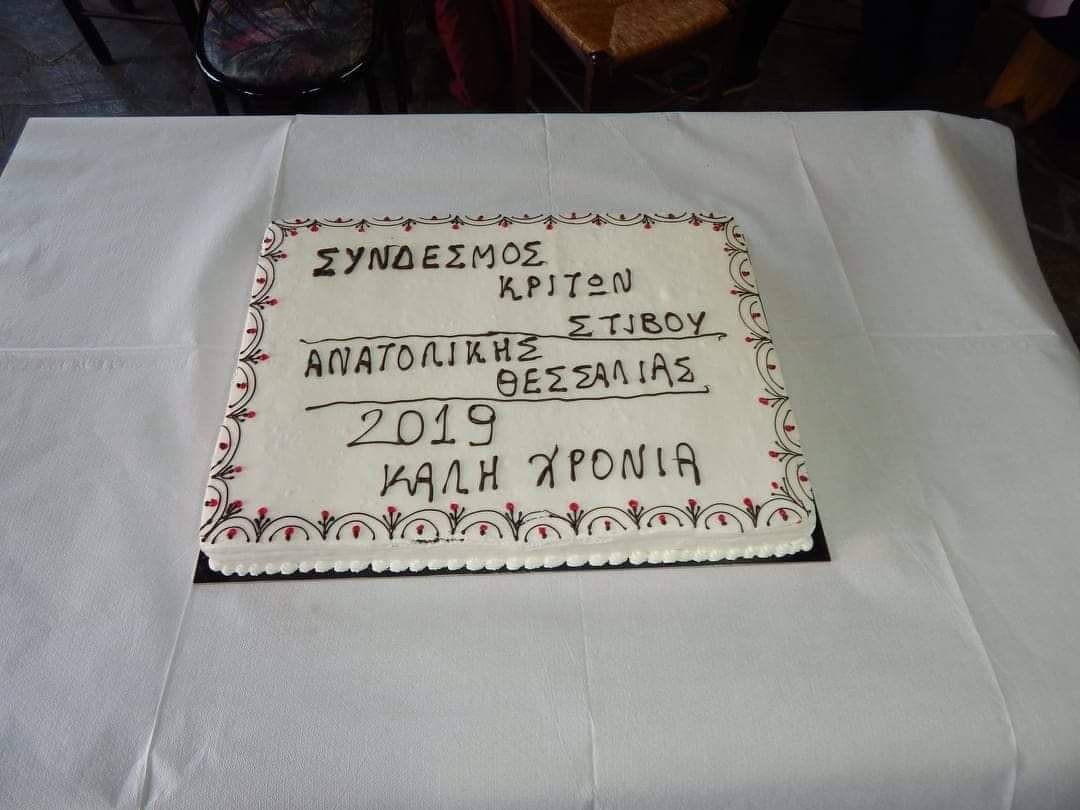 ΣΥΝΔΕΣΜΟΣ
ΚΡΙΤΩΝ
ΣΤΙΒΟΥ
ΑΝΑΤΟΛΙΚΗΣ
ΘΕΣΣΑΛΙΑΣ
2019
ΚΑΛΗ ΧΡΟΝΙΑ